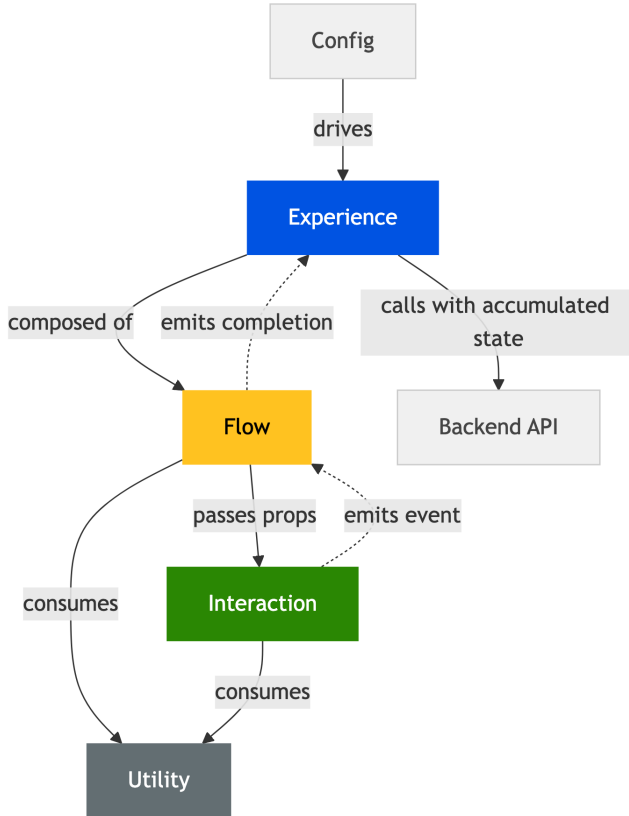 Config
drives
Experience
composed of
emits completion
calls with accumulated
state
Flow
Backend API
passes props
emits event
consumes
Interaction
consumes
Utility